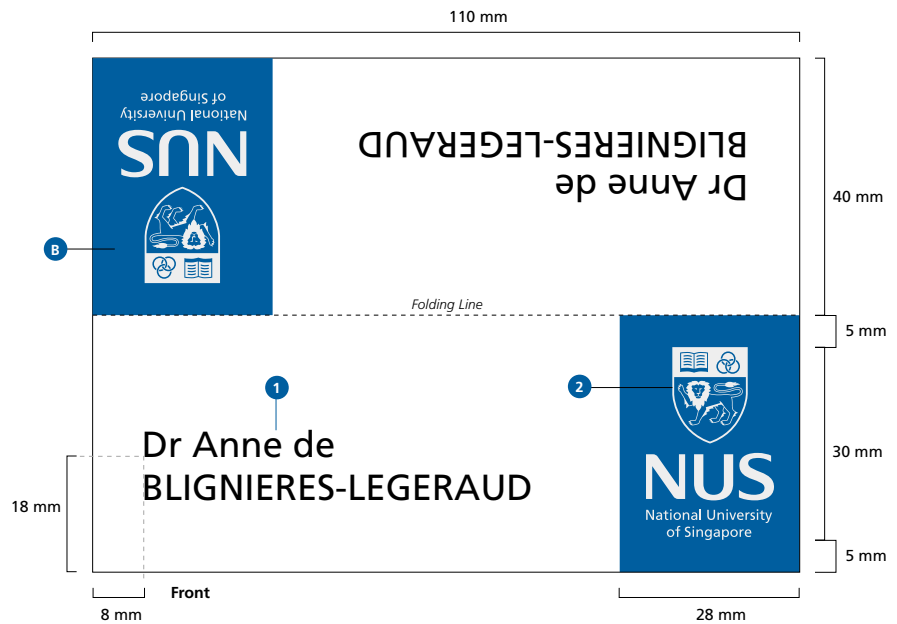 110 mm
National University
of Singapore
NUS
Dr Anne de
BLIGNIERES-LEGERAUD
40 mm
B
Folding Line
5 mm
1
2
Dr Anne de
BLIGNIERES-LEGERAUD
NUS
National University
of Singapore
30 mm
18 mm
5 mm
Front
8 mm
28 mm